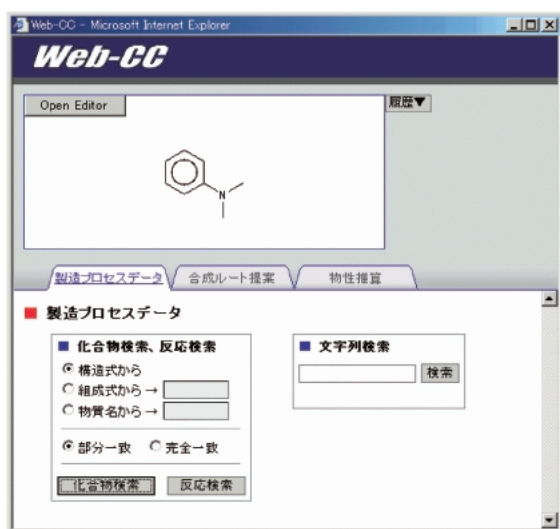 Web-CC - Microsoft Internet Explorer
Web-CC
Open Editor
履歴▼
N
製造プロセスデータ
合成ルート提案
物性推算
■ 製造プロセスデータ
■ 化合物検索、反応検索
構造式から
組成式から→
物質名から→
部分一致 完全一致
化合物検索 反応検索
■ 文字列検索
検索